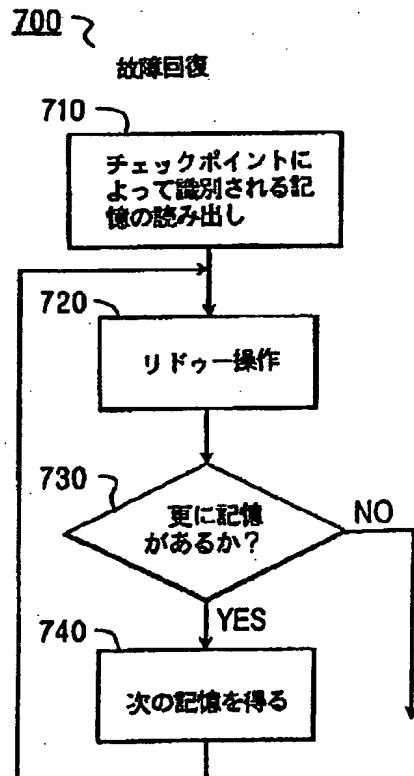 700
故障回復
710
チェックポイントに
よって識別される記
憶の読み出し
720
リドゥー操作
730
更に記憶
があるか？
NO
YES
740
次の記憶を得る